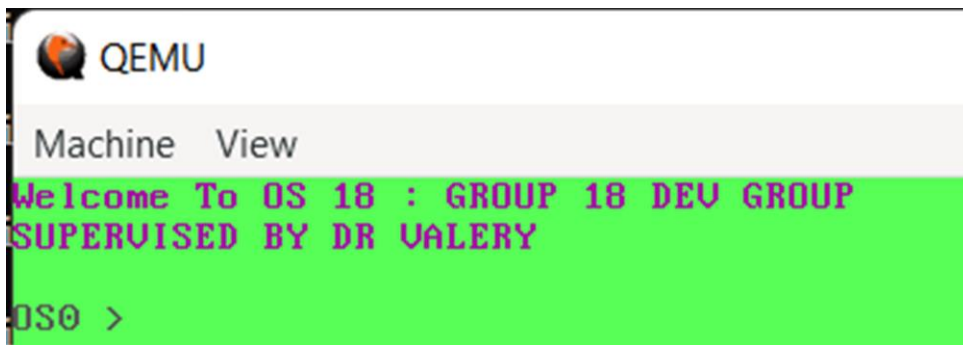 QEMU
Machine View
Welcome To OS 18 : GROUP 18 DEV GROUP
SUPERVISED BY DR VALERY
OS0 >